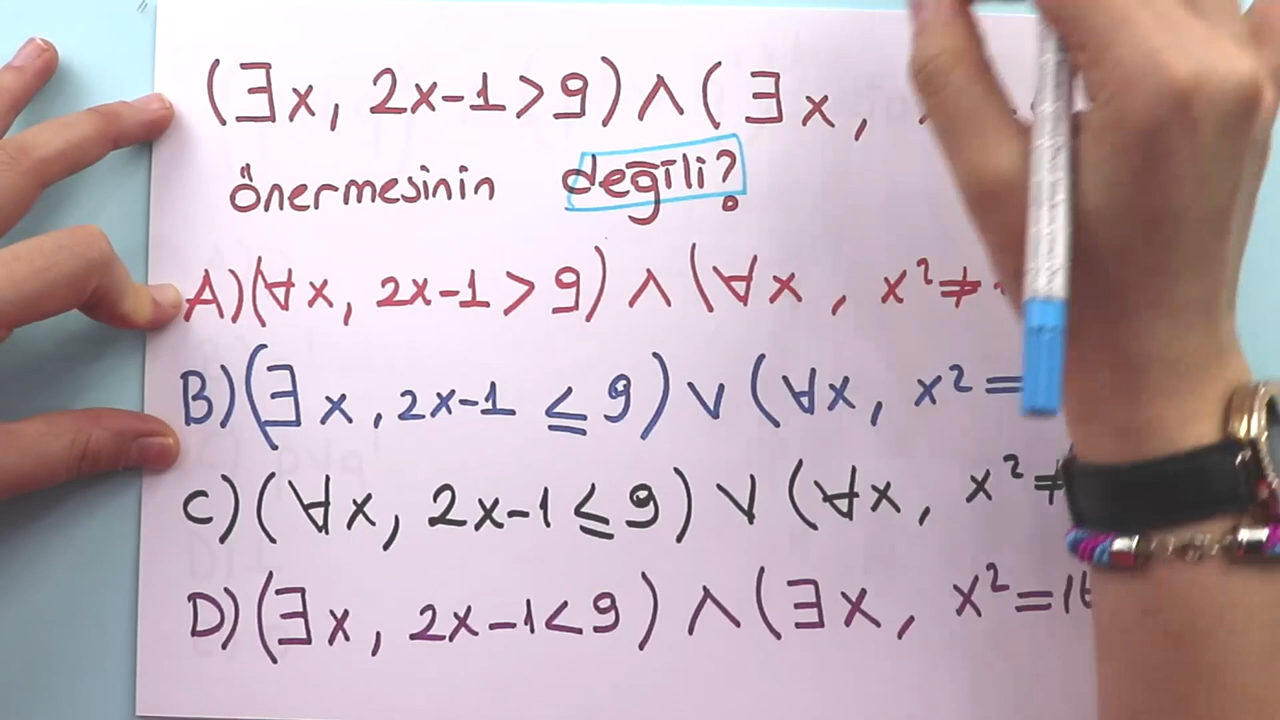 (∃x, 2x-1>9)∧(∃x,
önermesinin değili?
A)(∀x, 2x-1>9)∧(∀x, x²≠
B)(∃x, 2x-1≤9)∨(∀x, x²=
C)(∀x, 2x-1≤9)∨(∀x, x²≠
D)(∃x, 2x-1<9)∧(∃x, x²=16